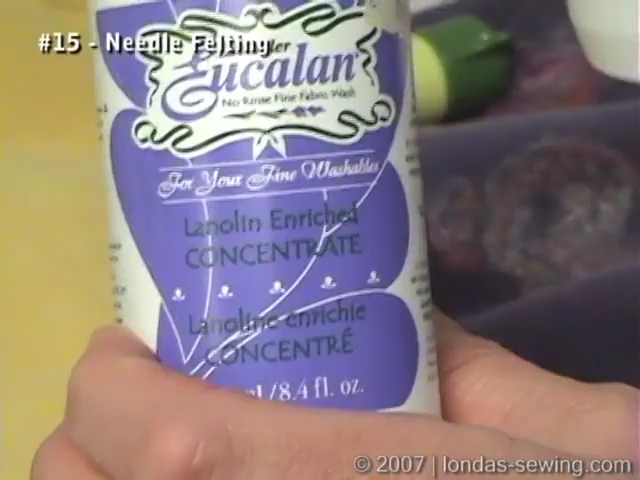 #15 - Needle Felting
Eucalan
No Rinse Fine Fabric Wash
For Your Fine Washables
Lanolin Enriched
CONCENTRATE
Lanoline enrichie
CONCENTRÉ
/8.4 fl. oz.
© 2007 | londas-sewing.com